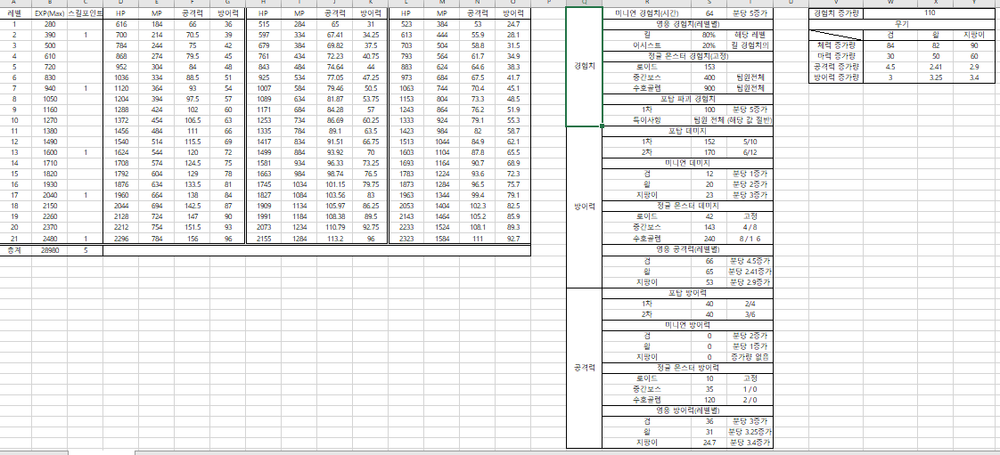 A B C D E F G H I J K L M N O P Q R S T U V W X Y
레벨 EXP(Max) 스킬포인트 HP MP 공격력 방어력 HP MP 공격력 방어력 HP MP 공격력 방어력
1 280 616 184 66 36 515 284 65 31 523 384 53 24.7
2 390 1 700 214 70.5 39 597 334 67.41 34.25 613 444 55.9 28.1
3 500 784 244 75 42 679 384 69.82 37.5 703 504 58.8 31.5
4 610 868 274 79.5 45 761 434 72.23 40.75 793 564 61.7 34.9
5 720 952 304 84 48 843 484 74.64 44 883 624 64.6 38.3
6 830 1036 334 88.5 51 925 534 77.05 47.25 973 684 67.5 41.7
7 940 1 1120 364 93 54 1007 584 79.46 50.5 1063 744 70.4 45.1
8 1050 1204 394 97.5 57 1089 634 81.87 53.75 1153 804 73.3 48.5
9 1160 1288 424 102 60 1171 684 84.28 57 1243 864 76.2 51.9
10 1270 1372 454 106.5 63 1253 734 86.69 60.25 1333 924 79.1 55.3
11 1380 1456 484 111 66 1335 784 89.1 63.5 1423 984 82 58.7
12 1490 1540 514 115.5 69 1417 834 91.51 66.75 1513 1044 84.9 62.1
13 1600 1 1624 544 120 72 1499 884 93.92 70 1603 1104 87.8 65.5
14 1710 1708 574 124.5 75 1581 934 96.33 73.25 1693 1164 90.7 68.9
15 1820 1792 604 129 78 1663 984 98.74 76.5 1783 1224 93.6 72.3
16 1930 1876 634 133.5 81 1745 1034 101.15 79.75 1873 1284 96.5 75.7
17 2040 1 1960 664 138 84 1827 1084 103.56 83 1963 1344 99.4 79.1
18 2150 2044 694 142.5 87 1909 1134 105.97 86.25 2053 1404 102.3 82.5
19 2260 2128 724 147 90 1991 1184 108.38 89.5 2143 1464 105.2 85.9
20 2370 2212 754 151.5 93 2073 1234 110.79 92.75 2233 1524 108.1 89.3
21 2480 1 2296 784 156 96 2155 1284 113.2 96 2323 1584 111 92.7
총계 28980 5
경험치
미디언 경험치(시간) 64 분당 5증가
영웅 경험치(레벨별)
킬 80% 해당 레벨
어시스트 20% 킬 경험치의
정글 몬스터 경험치(고정)
로이드 153
중간보스 400 팀원전체
수호골렘 900 팀원전체
포탑 파괴 경험치
1차 100 분당 5증가
특이사항 팀원 전체 (해당 값 절반)
방어력
포탑 데미지
1차 152 5/10
2차 170 6/12
미디언 데미지
검 12 분당 1증가
활 20 분당 2증가
지팡이 23 분당 3증가
정글 몬스터 데미지
로이드 42 고정
중간보스 143 4 / 8
수호골렘 240 8 / 1 6
영웅 공격력(레벨별)
검 66 분당 4.5증가
활 65 분당 2.41증가
지팡이 53 분당 2.9증가
공격력
포탑 방어력
1차 40 2/4
2차 40 3/6
미디언 방어력
검 0 분당 2증가
활 0 분당 1증가
지팡이 0 증가량 없음
정글 몬스터 방어력
로이드 10 고정
중간보스 35 1 / 0
수호골렘 120 2 / 0
영웅 방어력(레벨별)
검 36 분당 3증가
활 31 분당 3.25증가
지팡이 24.7 분당 3.4증가
경험치 증가량 110
무기
검 활 지팡이
체력 증가량 84 82 90
마력 증가량 30 50 60
공격력 증가량 4.5 2.41 2.9
방어력 증가량 3 3.25 3.4